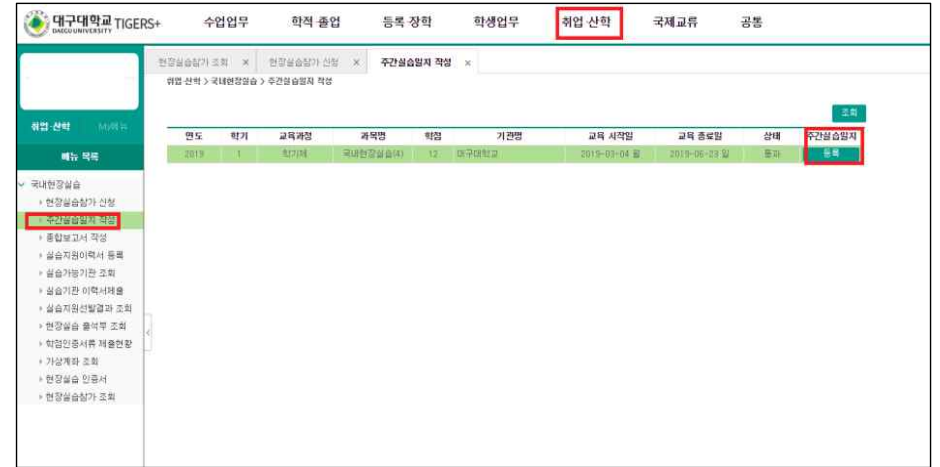 대구대학교 TIGERS+
DAEGU UNIVERSITY
수업업무 학적·졸업 등록·장학 학생업무 취업·산학 국제교류 공통
현장실습참가 조회 × 현장실습참가 신청 × 주간실습일지 작성 ×
취업·산학 > 국내현장실습 > 주간실습일지 작성
조회
취업·산학 My메뉴
메뉴 목록
연도 학기 교육과정 과목명 학점 기관명 교육 시작일 교육 종료일 상태 주간실습일지
2019 1 학기제 국내현장실습(4) 12 대구대학교 2019-03-04 월 2019-06-23 일 통과 등록
국내현장실습
현장실습참가 신청
주간실습일지 작성
종합보고서 작성
실습지원이력서 등록
실습가능기관 조회
실습기관 이력서제출
실습지원선발결과 조회
현장실습 출석부 조회
학점인증서류 제출현황
가상계좌 조회
현장실습 인증서
현장실습참가 조회